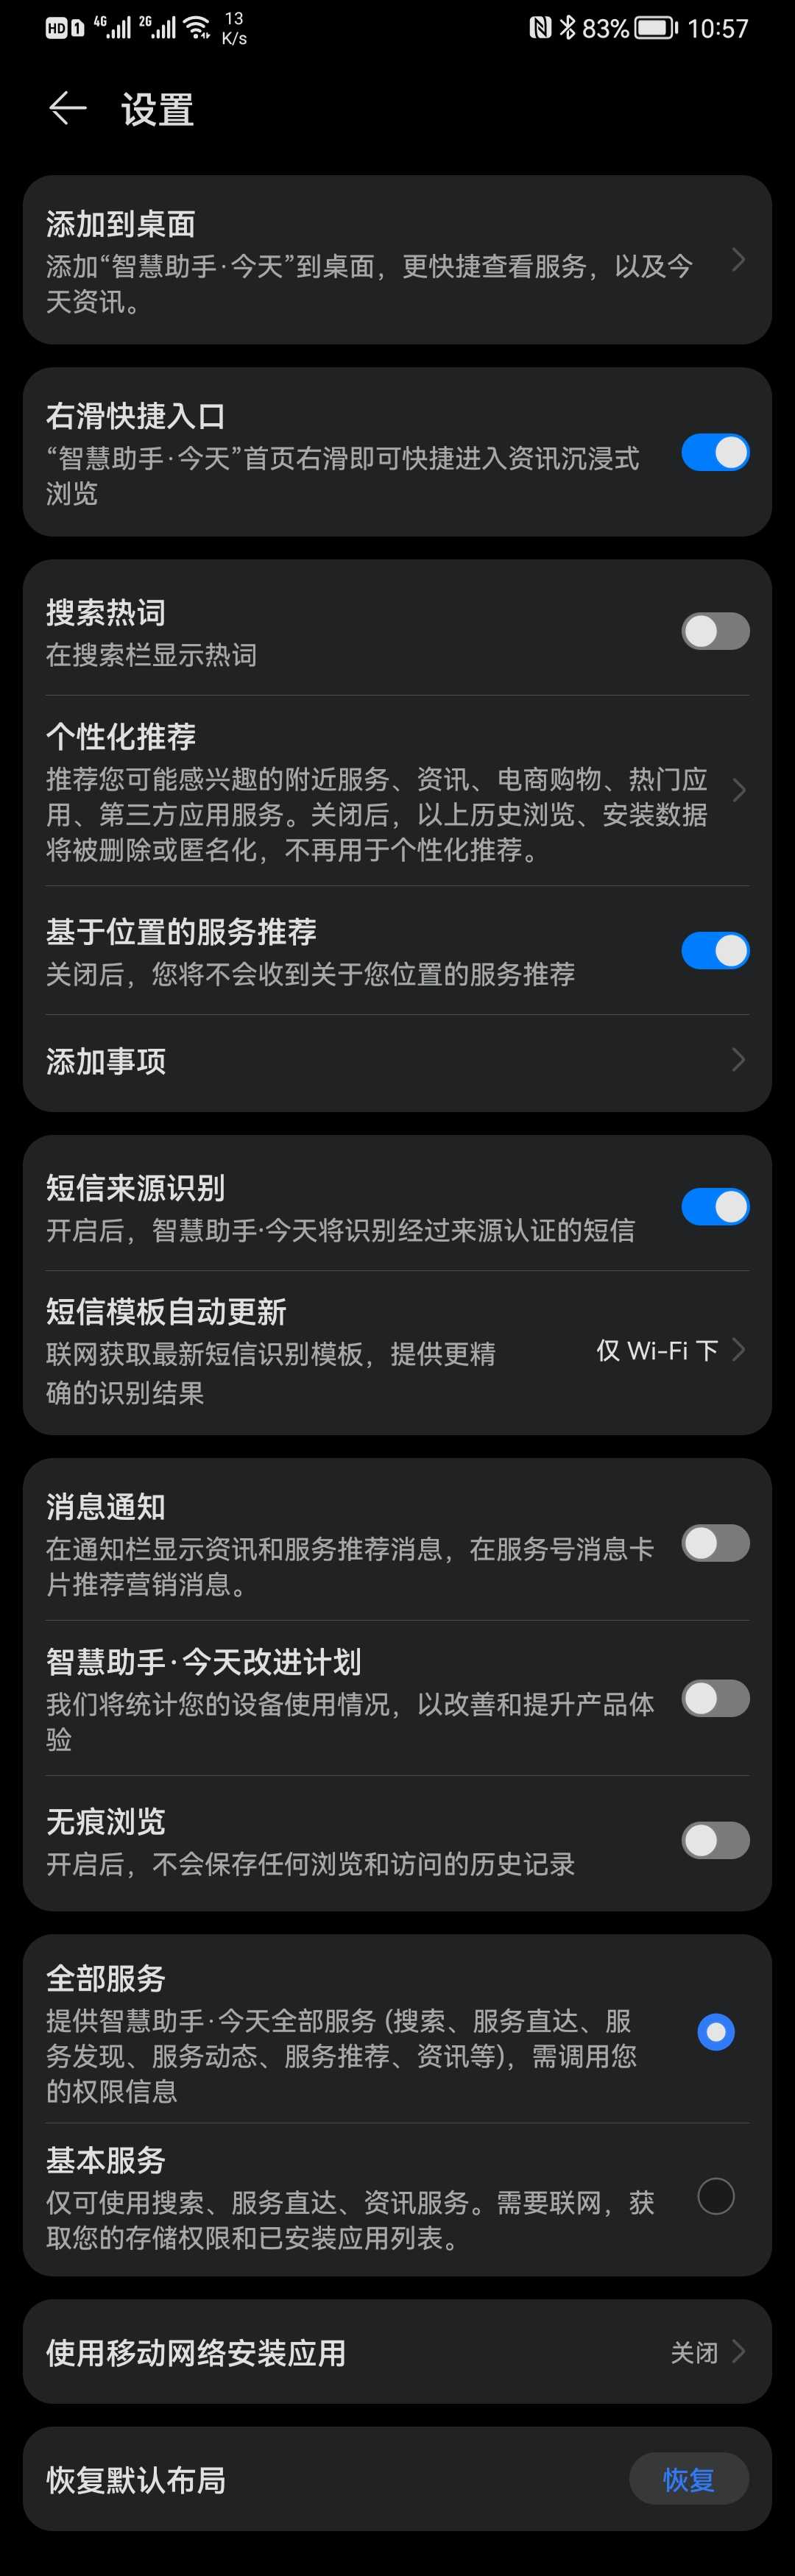 HD 1 4G 2G 13 K/s 83% 10:57
设置
添加到桌面
添加“智慧助手·今天”到桌面，更快捷查看服务，以及今
天资讯。
右滑快捷入口
“智慧助手·今天”首页右滑即可快捷进入资讯沉浸式
浏览
搜索热词
在搜索栏显示热词
个性化推荐
推荐您可能感兴趣的附近服务、资讯、电商购物、热门应
用、第三方应用服务。关闭后，以上历史浏览、安装数据
将被删除或匿名化，不再用于个性化推荐。
基于位置的服务推荐
关闭后，您将不会收到关于您位置的服务推荐
添加事项
短信来源识别
开启后，智慧助手·今天将识别经过来源认证的短信
短信模板自动更新
联网获取最新短信识别模板，提供更精
确的识别结果
仅 Wi-Fi 下
消息通知
在通知栏显示资讯和服务推荐消息，在服务号消息卡
片推荐营销消息。
智慧助手·今天改进计划
我们将统计您的设备使用情况，以改善和提升产品体
验
无痕浏览
开启后，不会保存任何浏览和访问的历史记录
全部服务
提供智慧助手·今天全部服务 (搜索、服务直达、服
务发现、服务动态、服务推荐、资讯等)，需调用您
的权限信息
基本服务
仅可使用搜索、服务直达、资讯服务。需要联网，获
取您的存储权限和已安装应用列表。
使用移动网络安装应用
关闭
恢复默认布局
恢复